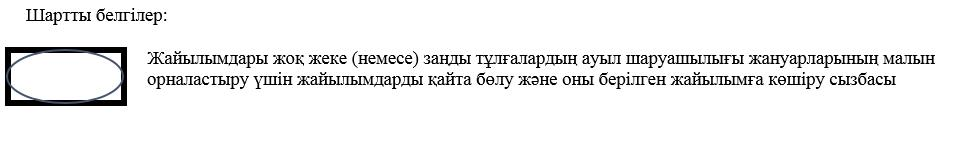 Шартты белгілер:
Жайылымдары жоқ жеке (немесе) заңды тұлғалардың ауыл шаруашылығы жануарларының малын
орналастыру үшін жайылымдарды қайта бөлу және оны берілген жайылымға көшіру сызбасы